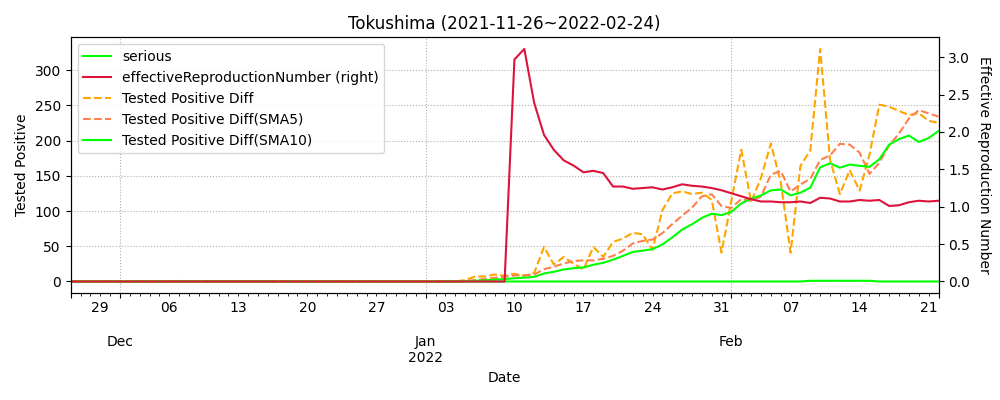 Tokushima (2021-11-26~2022-02-24)
serious
effectiveReproductionNumber (right)
Tested Positive Diff
Tested Positive Diff(SMA5)
Tested Positive Diff(SMA10)
Tested Positive
300
250
200
150
100
50
0
3.0
2.5
2.0
1.5
1.0
0.5
0.0
Effective Reproduction Number
29 06 13 20 27 03 10 17 24 31 07 14 21
Dec Jan Feb
2022
Date